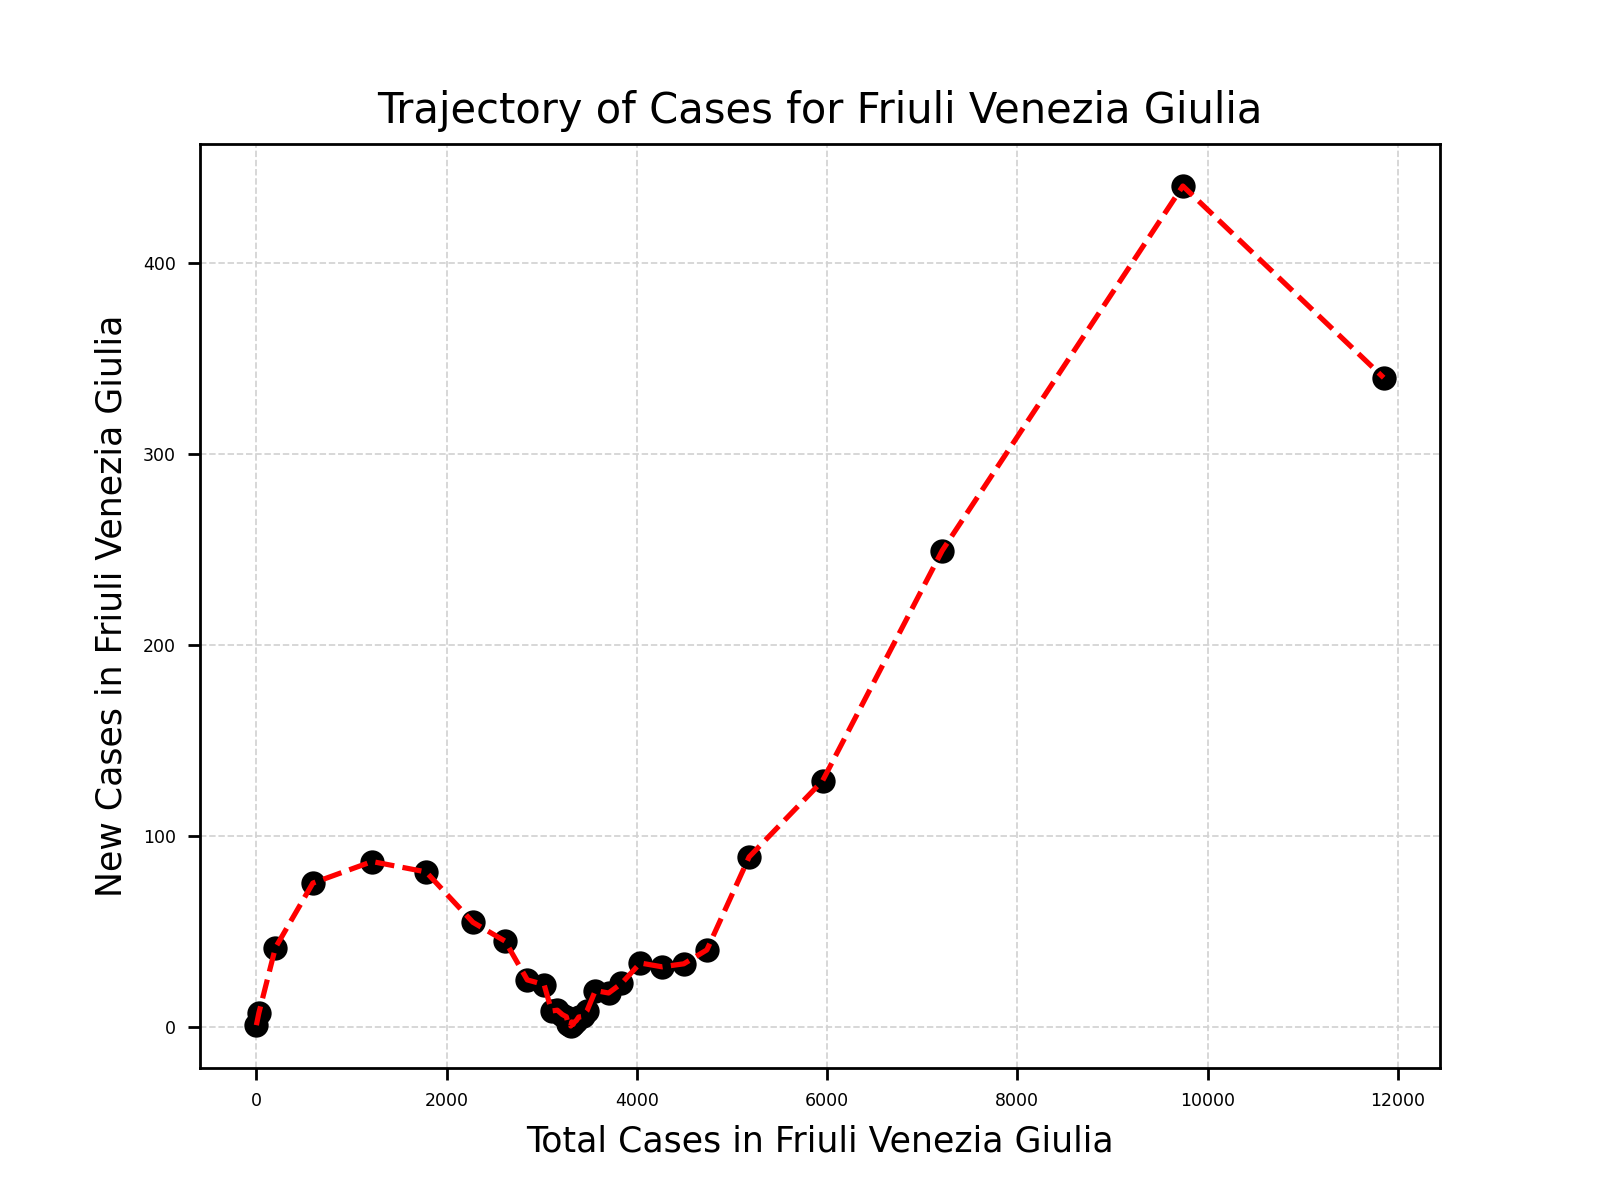 Trajectory of Cases for Friuli Venezia Giulia
New Cases in Friuli Venezia Giulia
400
300
200
100
0
0 2000 4000 6000 8000 10000 12000
Total Cases in Friuli Venezia Giulia